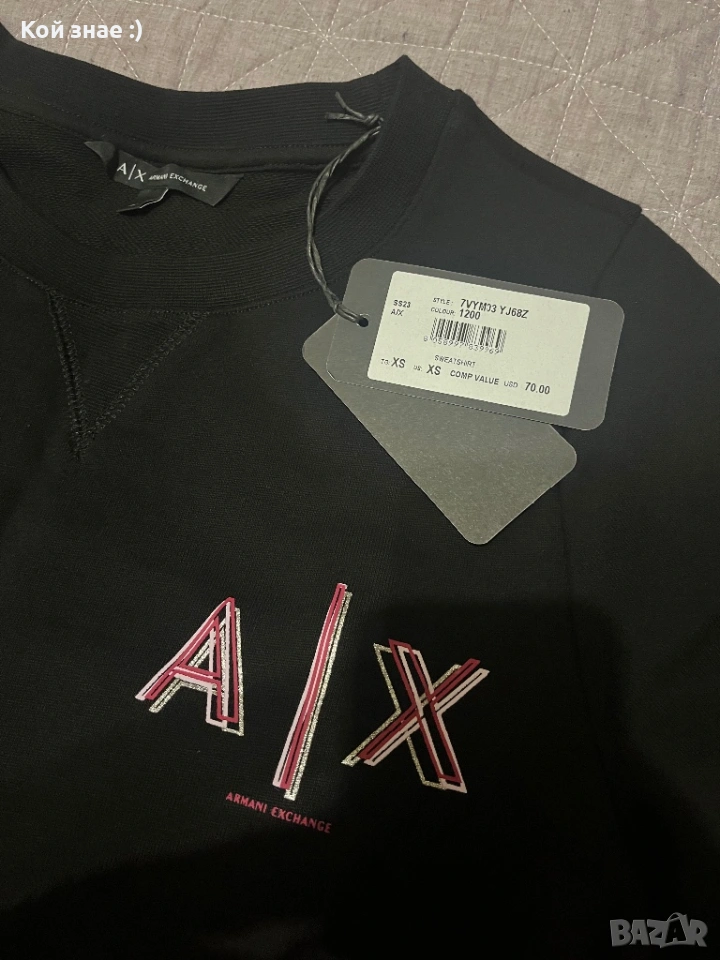 Кой знае :)
A|X ARMANI EXCHANGE
SS23
A/X
STYLE : 7VYM03 YJ68Z
COLOUR: 1200
SWEATSHIRT
XS
XS
COMP VALUE USD 70.00
A|X
ARMANI EXCHANGE
BAZAR